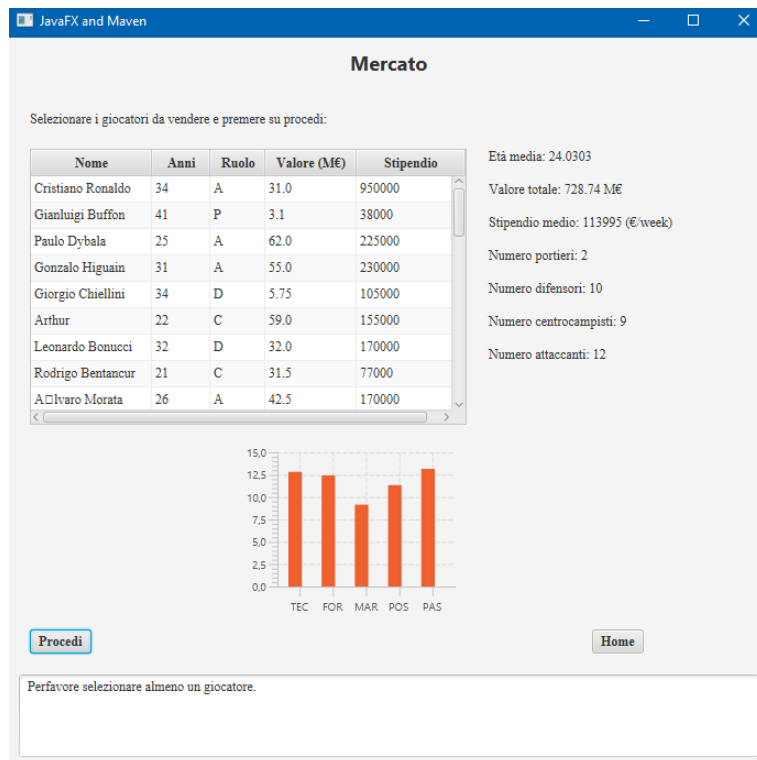 JavaFX and Maven
Mercato
Selezionare i giocatori da vendere e premere su procedi:
Nome Anni Ruolo Valore (M€) Stipendio
Cristiano Ronaldo 34 A 31.0 950000
Gianluigi Buffon 41 P 3.1 38000
Paulo Dybala 25 A 62.0 225000
Gonzalo Higuain 31 A 55.0 230000
Giorgio Chiellini 34 D 5.75 105000
Arthur 22 C 59.0 155000
Leonardo Bonucci 32 D 32.0 170000
Rodrigo Bentancur 21 C 31.5 77000
A□lvaro Morata 26 A 42.5 170000
Età media: 24.0303
Valore totale: 728.74 M€
Stipendio medio: 113995 (€/week)
Numero portieri: 2
Numero difensori: 10
Numero centrocampisti: 9
Numero attaccanti: 12
15,0
12,5
10,0
7,5
5,0
2,5
0,0
TEC FOR MAR POS PAS
Procedi
Home
Perfavore selezionare almeno un giocatore.